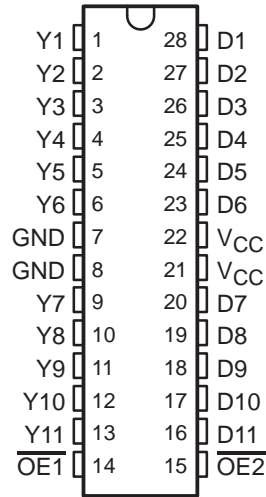 Y1 1 28 D1
Y2 2 27 D2
Y3 3 26 D3
Y4 4 25 D4
Y5 5 24 D5
Y6 6 23 D6
GND 7 22 VCC
GND 8 21 VCC
Y7 9 20 D7
Y8 10 19 D8
Y9 11 18 D9
Y10 12 17 D10
Y11 13 16 D11
OE1 14 15 OE2